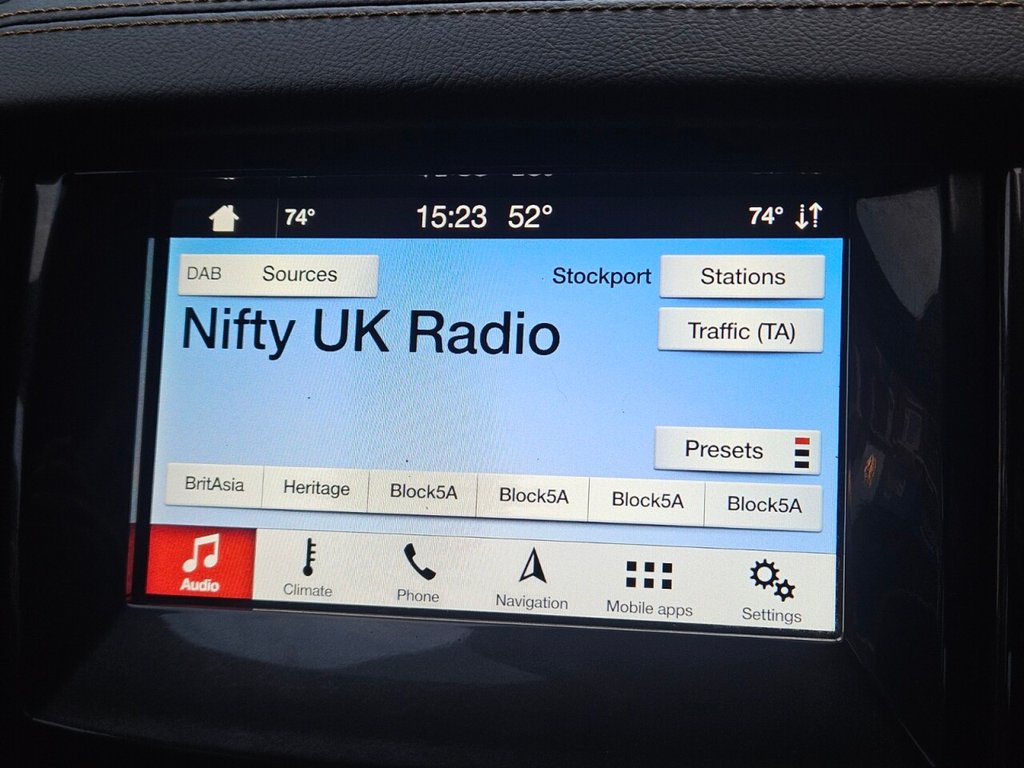 74° 15:23 52° 74°
DAB Sources Stockport Stations
Nifty UK Radio
Traffic (TA)
Presets
BritAsia Heritage Block5A Block5A Block5A Block5A
Audio Climate Phone Navigation Mobile apps Settings